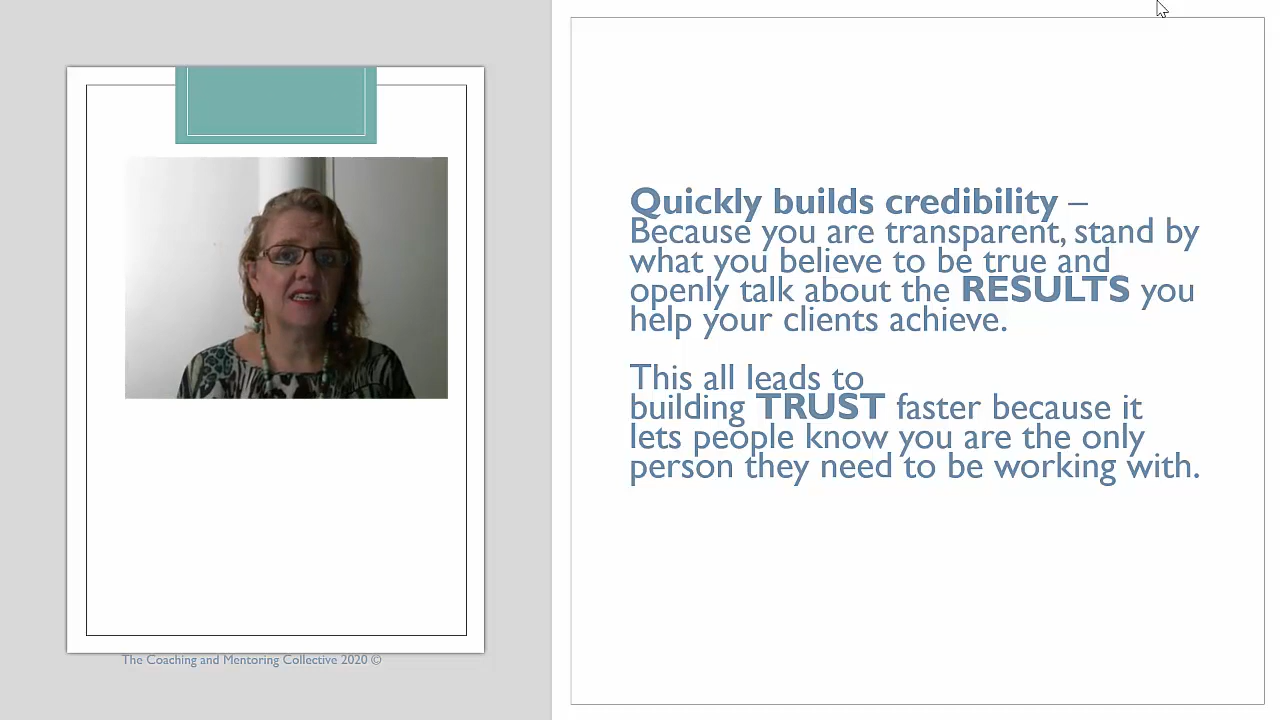 Quickly builds credibility –
Because you are transparent, stand by
what you believe to be true and
openly talk about the RESULTS you
help your clients achieve.
This all leads to
building TRUST faster because it
lets people know you are the only
person they need to be working with.
The Coaching and Mentoring Collective 2020 ©